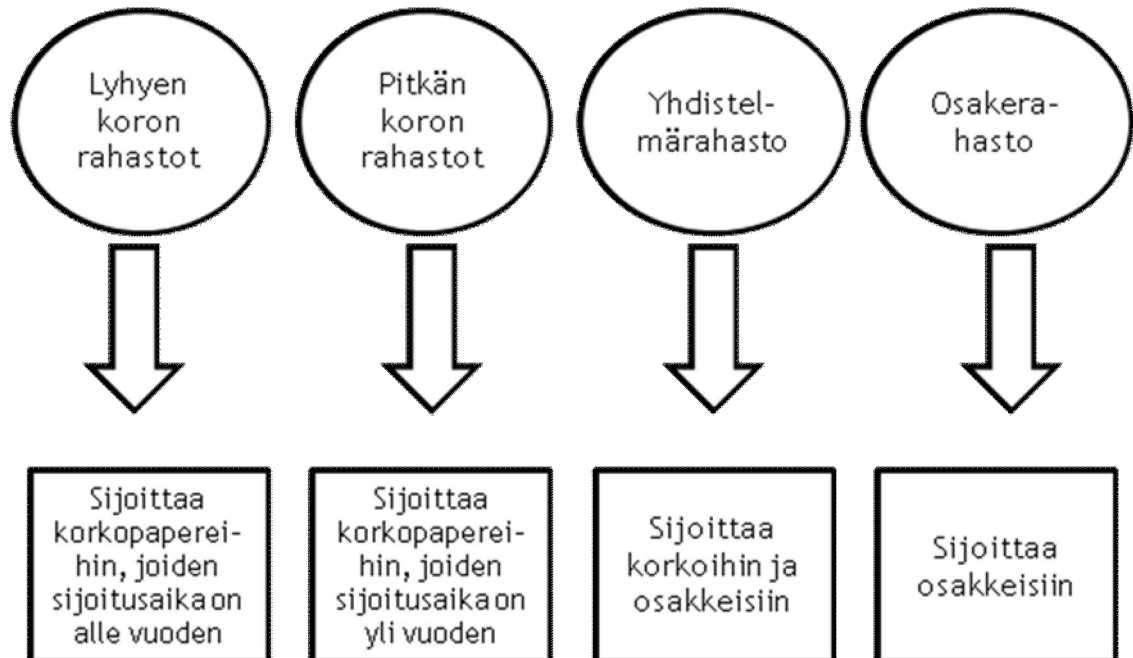 Lyhyen
koron
rahastot
Pitkän
koron
rahastot
Yhdistel-
märahasto
Osakera-
hasto
Sijoittaa
korkopaperei-
hin, joiden
sijoitusaika on
alle vuoden
Sijoittaa
korkopaperei-
hin, joiden
sijoitusaika on
yli vuoden
Sijoittaa
korkoihin ja
osakkeisiin
Sijoittaa
osakkeisiin